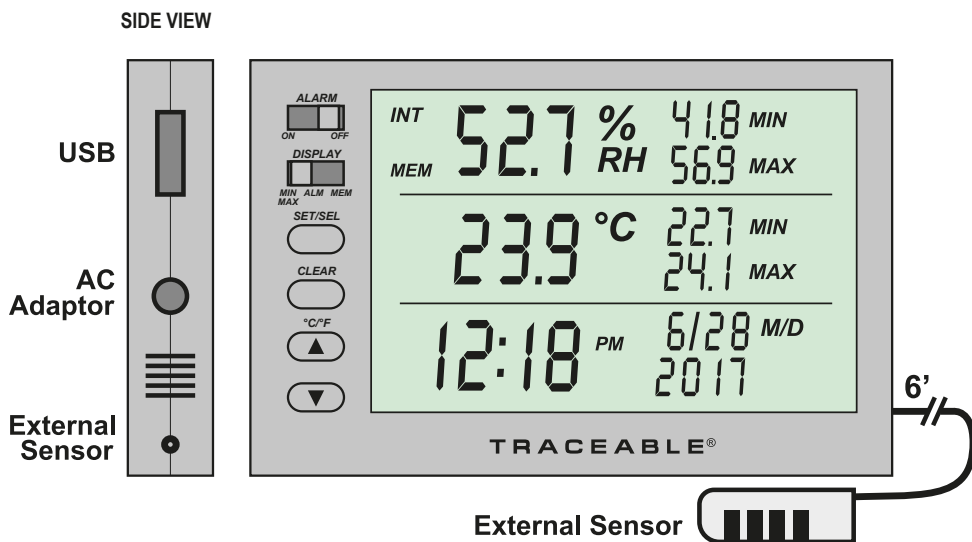 SIDE VIEW
USB
AC
Adaptor
External
Sensor
ALARM
ON OFF
DISPLAY
MIN ALM MEM
MAX
SET/SEL
CLEAR
°C/°F
INT 52.7 % RH 41.8 MIN
MEM 56.9 MAX
23.9 °C 22.7 MIN
24.1 MAX
12:18 PM 6/28 M/D
2017
TRACEABLE®
6’
External Sensor